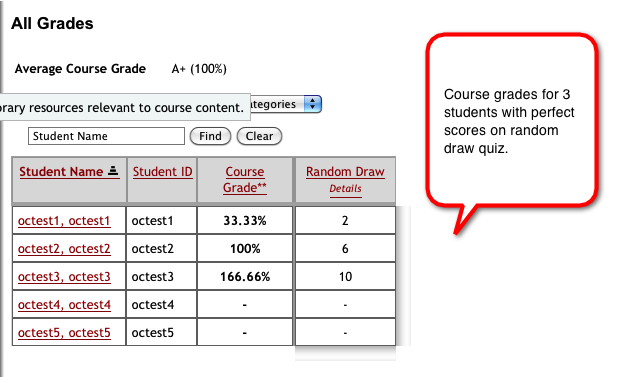 All Grades
Average Course Grade A+ (100%)
resources relevant to course content.
Student Name Find Clear
Student Name Student ID Course Grade** Random Draw Details
octest1, octest1 octest1 33.33% 2
octest2, octest2 octest2 100% 6
octest3, octest3 octest3 166.66% 10
octest4, octest4 octest4 - -
octest5, octest5 octest5 - -
Course grades for 3
students with perfect
scores on random
draw quiz.